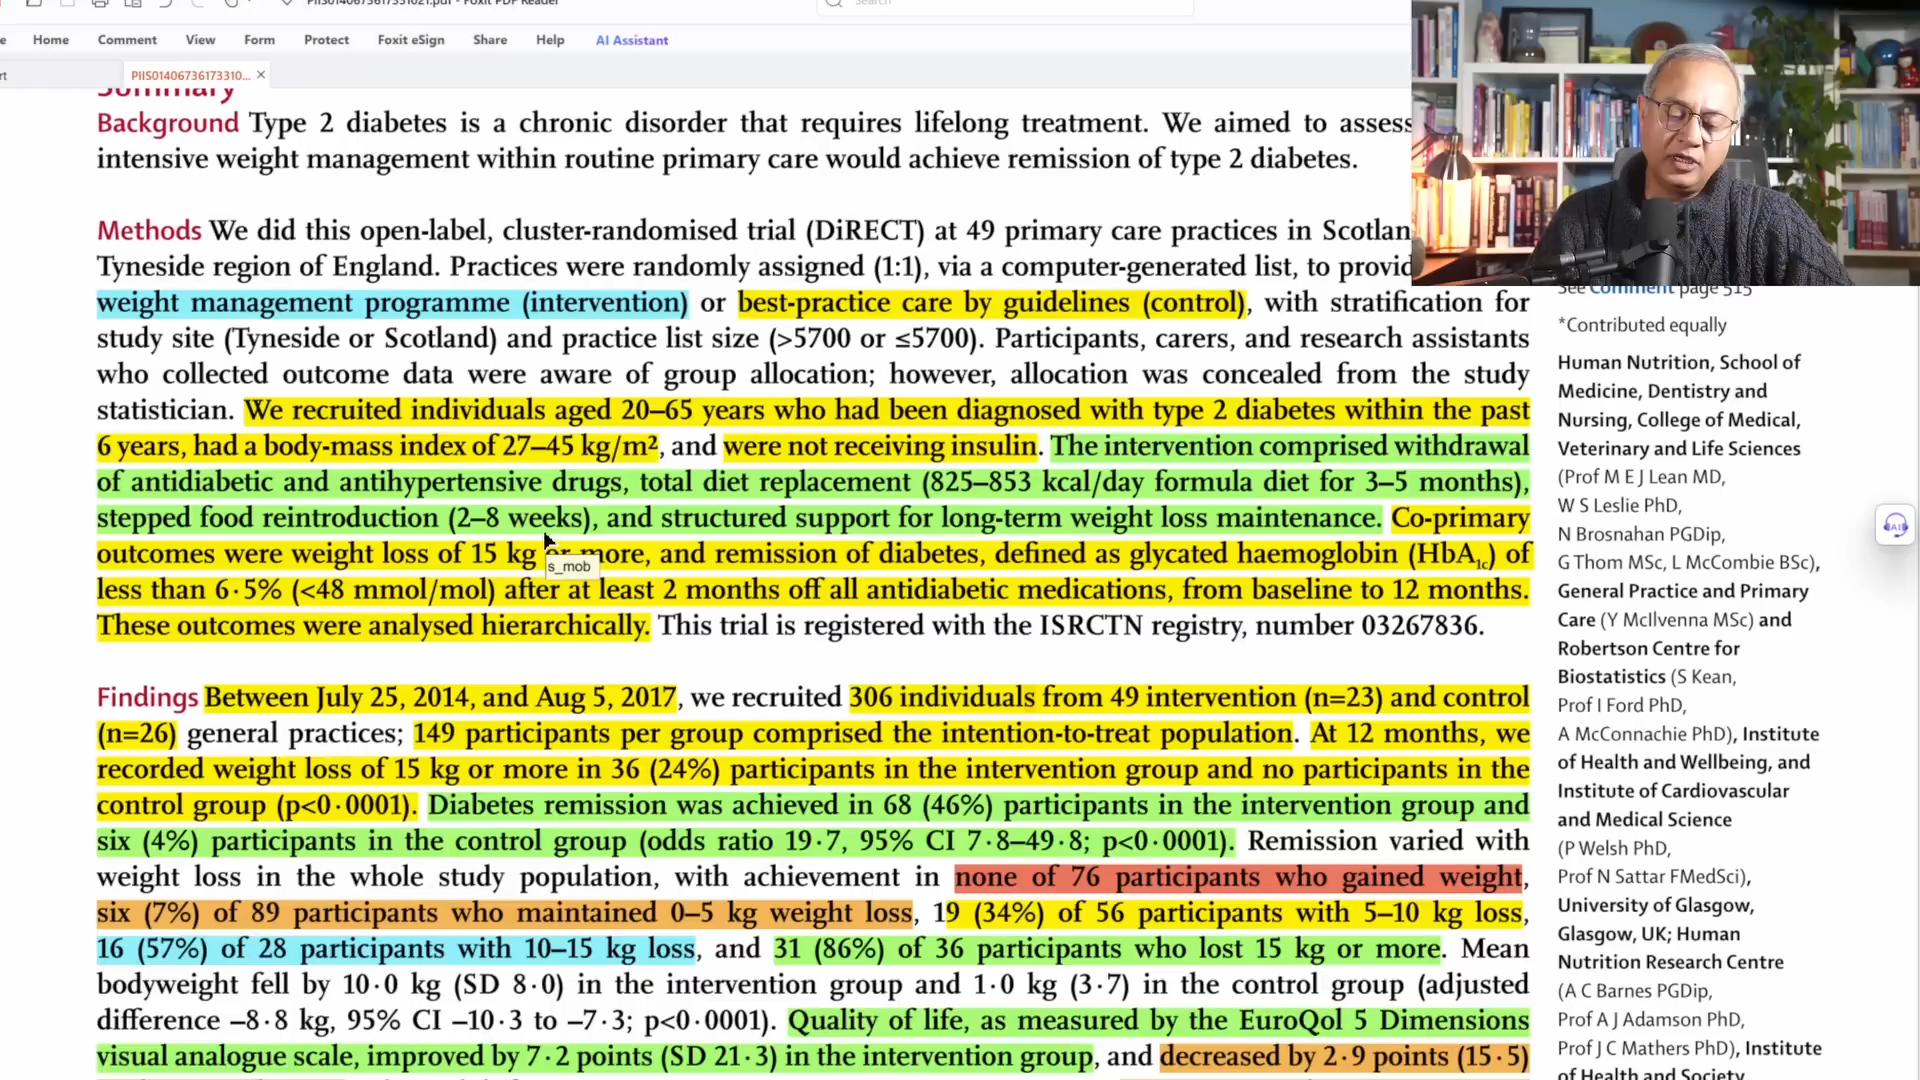 PIIS0140673617331021.pdf - Foxit PDF Reader
Search
Home Comment View Form Protect Foxit eSign Share Help AI Assistant
PIIS01406736173310...
Summary
Background Type 2 diabetes is a chronic disorder that requires lifelong treatment. We aimed to assess
intensive weight management within routine primary care would achieve remission of type 2 diabetes.
Methods We did this open-label, cluster-randomised trial (DiRECT) at 49 primary care practices in
Tyneside region of England. Practices were randomly assigned (1:1), via a computer-generated list, to
weight management programme (intervention) or best-practice care by guidelines (control), with stratification for
study site (Tyneside or Scotland) and practice list size (>5700 or ≤5700). Participants, carers, and research assistants
who collected outcome data were aware of group allocation; however, allocation was concealed from the study
statistician. We recruited individuals aged 20–65 years who had been diagnosed with type 2 diabetes within the past
6 years, had a body-mass index of 27–45 kg/m², and were not receiving insulin. The intervention comprised withdrawal
of antidiabetic and antihypertensive drugs, total diet replacement (825–853 kcal/day formula diet for 3–5 months),
stepped food reintroduction (2–8 weeks), and structured support for long-term weight loss maintenance. Co-primary
outcomes were weight loss of 15 kg or more, and remission of diabetes, defined as glycated haemoglobin (HbA1c) of
s_mob
less than 6·5% (<48 mmol/mol) after at least 2 months off all antidiabetic medications, from baseline to 12 months.
These outcomes were analysed hierarchically. This trial is registered with the ISRCTN registry, number 03267836.
Findings Between July 25, 2014, and Aug 5, 2017, we recruited 306 individuals from 49 intervention (n=23) and control
(n=26) general practices; 149 participants per group comprised the intention-to-treat population. At 12 months, we
recorded weight loss of 15 kg or more in 36 (24%) participants in the intervention group and no participants in the
control group (p<0·0001). Diabetes remission was achieved in 68 (46%) participants in the intervention group and
six (4%) participants in the control group (odds ratio 19·7, 95% CI 7·8–49·8; p<0·0001). Remission varied with
weight loss in the whole study population, with achievement in none of 76 participants who gained weight,
six (7%) of 89 participants who maintained 0–5 kg weight loss, 19 (34%) of 56 participants with 5–10 kg loss,
16 (57%) of 28 participants with 10–15 kg loss, and 31 (86%) of 36 participants who lost 15 kg or more. Mean
bodyweight fell by 10·0 kg (SD 8·0) in the intervention group and 1·0 kg (3·7) in the control group (adjusted
difference –8·8 kg, 95% CI –10·3 to –7·3; p<0·0001). Quality of life, as measured by the EuroQol 5 Dimensions
visual analogue scale, improved by 7·2 points (SD 21·3) in the intervention group, and decreased by 2·9 points (15·5)
See Comment page 515
*Contributed equally
Human Nutrition, School of
Medicine, Dentistry and
Nursing, College of Medical,
Veterinary and Life Sciences
(Prof M E J Lean MD,
W S Leslie PhD,
N Brosnahan PGDip,
G Thom MSc, L McCombie BSc),
General Practice and Primary
Care (Y McIlvenna MSc) and
Robertson Centre for
Biostatistics (S Kean,
Prof I Ford PhD,
A McConnachie PhD), Institute
of Health and Wellbeing, and
Institute of Cardiovascular
and Medical Science
(P Welsh PhD,
Prof N Sattar FMedSci),
University of Glasgow,
Glasgow, UK; Human
Nutrition Research Centre
(A C Barnes PGDip,
Prof A J Adamson PhD,
Prof J C Mathers PhD), Institute
of Health and Society
AI